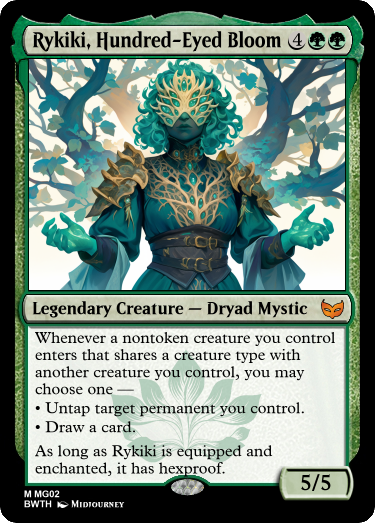 Rykiki, Hundred-Eyed Bloom 4
Legendary Creature — Dryad Mystic
Whenever a nontoken creature you control
enters that shares a creature type with
another creature you control, you may
choose one —
• Untap target permanent you control.
• Draw a card.
As long as Rykiki is equipped and
enchanted, it has hexproof.
5/5
M MG02
BWTH Midjourney